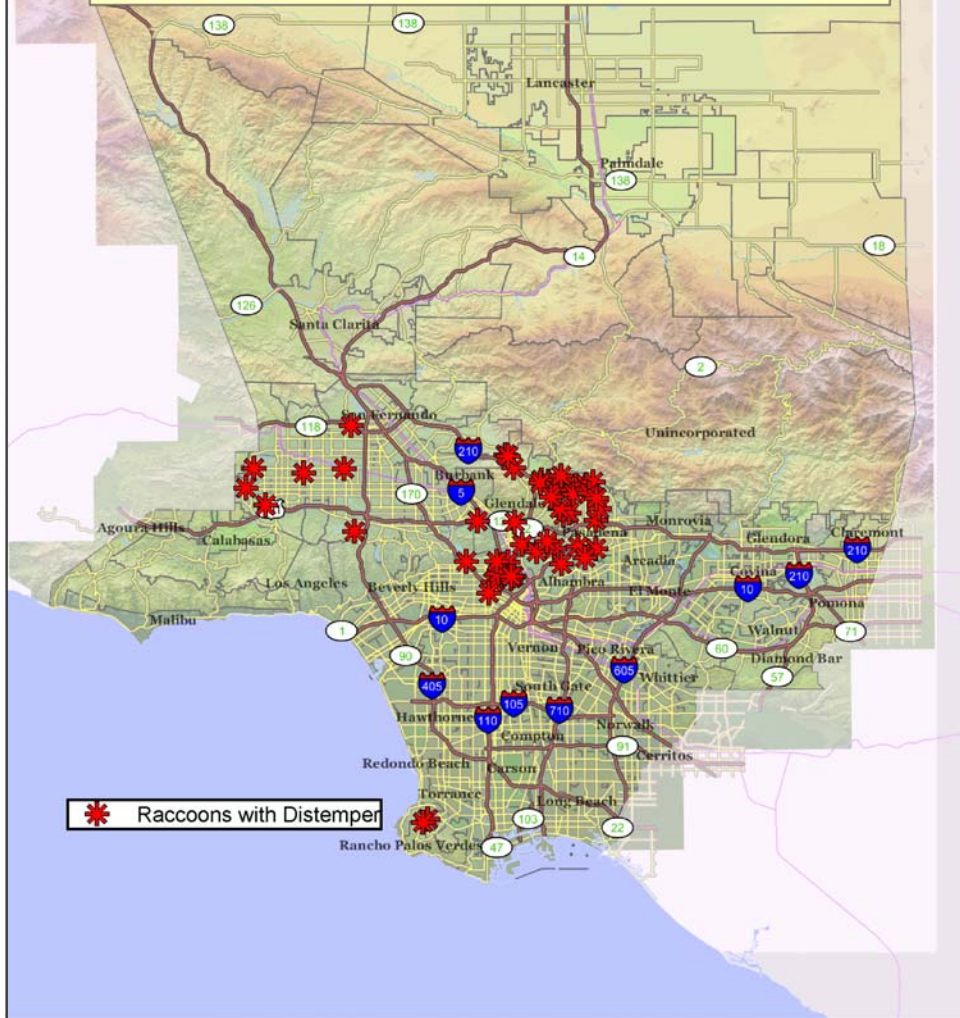 138
138
Lancaster
Palmdale
138
18
14
126
Santa Clarita
2
San Fernando
118
Unincorporated
210
Burbank
5
170
Glendale
Pasadena
Monrovia
Glendora
Claremont
210
Agoura Hills
Calabasas
Arcadia
Covina
210
10
Los Angeles
Beverly Hills
Alhambra
El Monte
Pomona
Malibu
10
1
Walnut
71
Vernon
Pico Rivera
60
90
Diamond Bar
605
Whittier
57
405
South Gate
105
710
Hawthorne
110
Norwalk
Compton
91
Cerritos
Redondo Beach
Carson
Torrance
Long Beach
Raccoons with Distemper
103
22
Rancho Palos Verdes
47